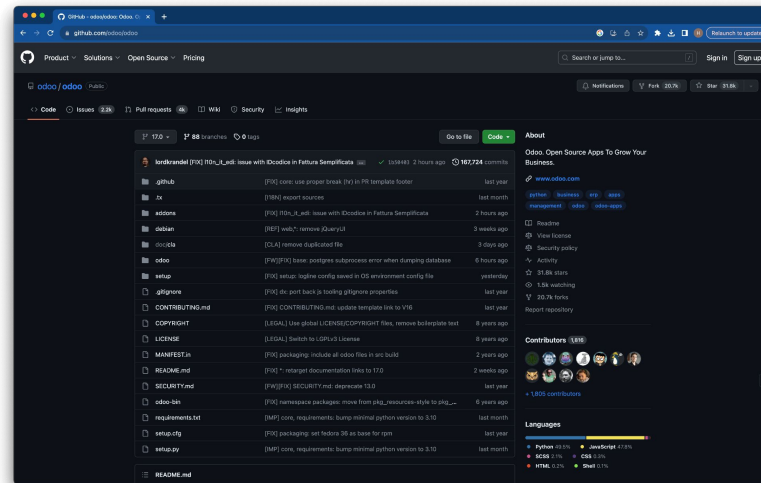 GitHub - odoo/odoo: Odoo. O
github.com/odoo/odoo
Relaunch to update
Product Solutions Open Source Pricing
Search or jump to...
Sign in Sign up
odoo / odoo Public
Notifications Fork 20.7k Star 31.8k
Code Issues 2.2k Pull requests 4k Wiki Security Insights
17.0 88 branches 0 tags Go to file Code
lordkrandel [FIX] l10n_it_edi: issue with IDcodice in Fattura Semplificata 2 hours ago 167,724 commits
.github [FIX] core: use proper break (hr) in PR template footer last year
.tx [I18N] export sources last month
addons [FIX] l10n_it_edi: issue with IDcodice in Fattura Semplificata 2 hours ago
debian [REF] web,*: remove jQueryUI 3 weeks ago
doc/cla [CLA] remove duplicated file 3 days ago
odoo [FW][FIX] base: postgres subprocess error when dumping database 6 hours ago
setup [FIX] setup: logline config saved in OS environment config file yesterday
.gitignore [FIX] dx: port back js tooling gitignore properties last year
CONTRIBUTING.md [FIX] CONTRIBUTING.md: update template link to V16 last year
COPYRIGHT [LEGAL] Use global LICENSE/COPYRIGHT files, remove boilerplate text 8 years ago
LICENSE [LEGAL] Switch to LGPLv3 License 8 years ago
MANIFEST.in [FIX] packaging: include all odoo files in src build 2 years ago
README.md [FIX] *: retarget documentation links to 17.0 2 weeks ago
SECURITY.md [FW][FIX] SECURITY.md: deprecate 13.0 last year
odoo-bin [FIX] namespace packages: move from pkg_resources-style to pkg_... 6 years ago
requirements.txt [IMP] core, requirements: bump minimal python version to 3.10 last month
setup.cfg [FIX] packaging: set fedora 36 as base for rpm last year
setup.py [IMP] core, requirements: bump minimal python version to 3.10 last month
README.md
About
Odoo. Open Source Apps To Grow Your
Business.
www.odoo.com
python business erp apps
management odoo odoo-apps
Readme
View license
Security policy
Activity
31.8k stars
1.5k watching
20.7k forks
Report repository
Contributors 1,816
+ 1,805 contributors
Languages
Python 49.5% JavaScript 47.8%
SCSS 2.1% CSS 0.3%
HTML 0.2% Shell 0.1%